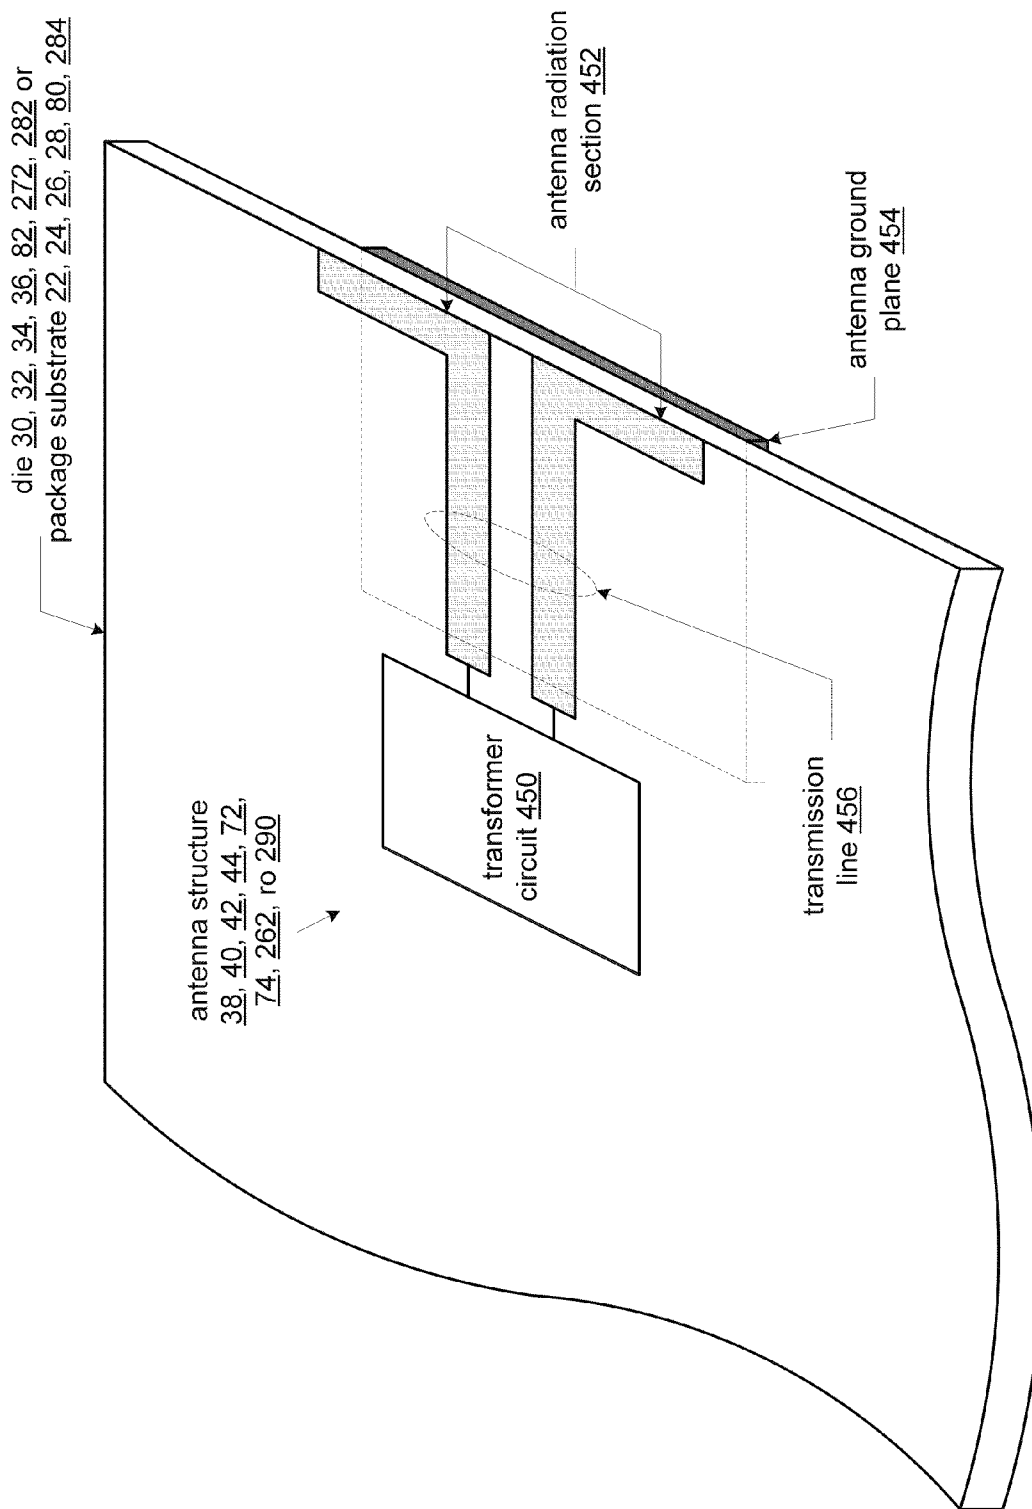 die 30, 32, 34, 36, 82, 272, 282 or
package substrate 22, 24, 26, 28, 80, 284
antenna structure
38, 40, 42, 44, 72,
74, 262, ro 290
transformer
circuit 450
antenna radiation
section 452
antenna ground
plane 454
transmission
line 456